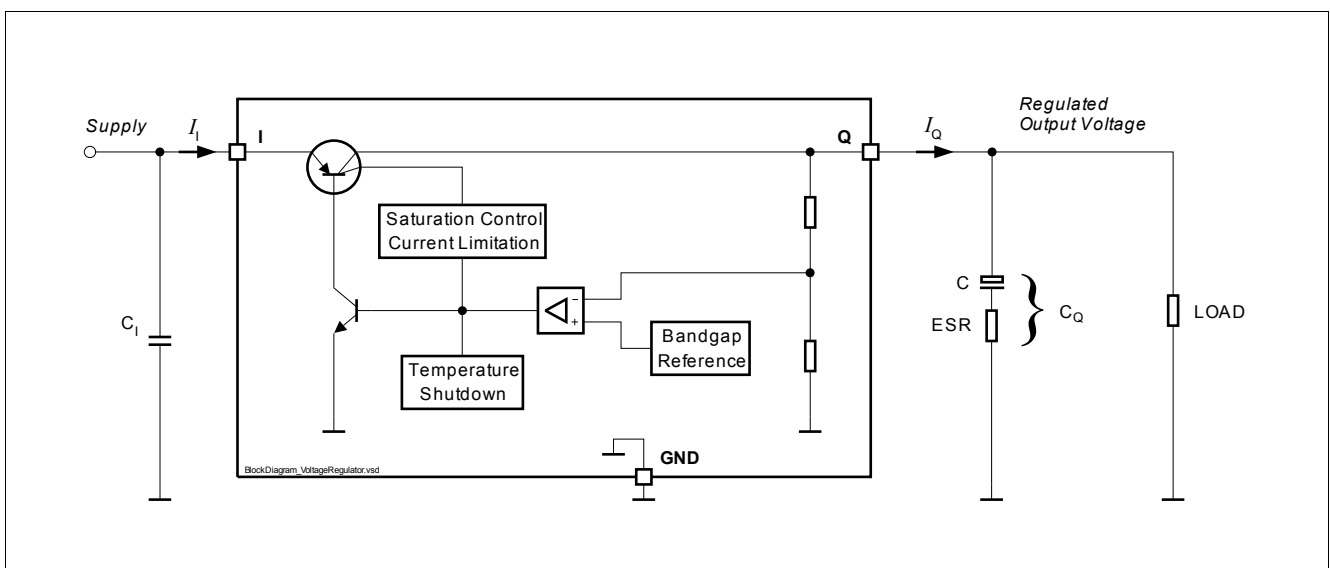 Supply
I_I
I
Q
I_Q
Regulated
Output Voltage
Saturation Control
Current Limitation
C_I
-
+
Bandgap
Reference
Temperature
Shutdown
C
ESR
}
C_Q
LOAD
GND
BlockDiagram_VoltageRegulator.vsd